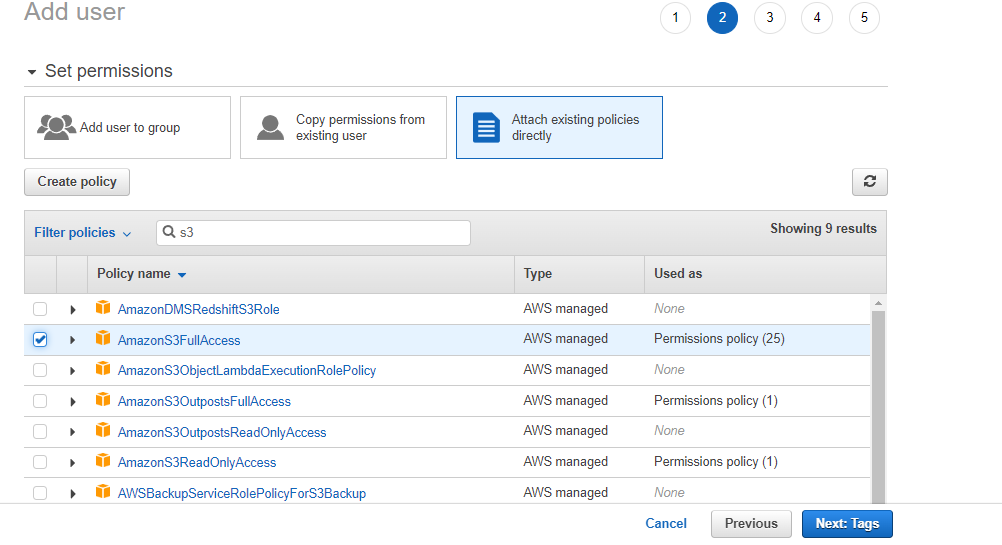 Add user
1 2 3 4 5
Set permissions
Add user to group
Copy permissions from
existing user
Attach existing policies
directly
Create policy
Filter policies s3 Showing 9 results
Policy name Type Used as
AmazonDMSRedshiftS3Role AWS managed None
AmazonS3FullAccess AWS managed Permissions policy (25)
AmazonS3ObjectLambdaExecutionRolePolicy AWS managed None
AmazonS3OutpostsFullAccess AWS managed Permissions policy (1)
AmazonS3OutpostsReadOnlyAccess AWS managed None
AmazonS3ReadOnlyAccess AWS managed Permissions policy (1)
AWSBackupServiceRolePolicyForS3Backup AWS managed None
Cancel Previous Next: Tags